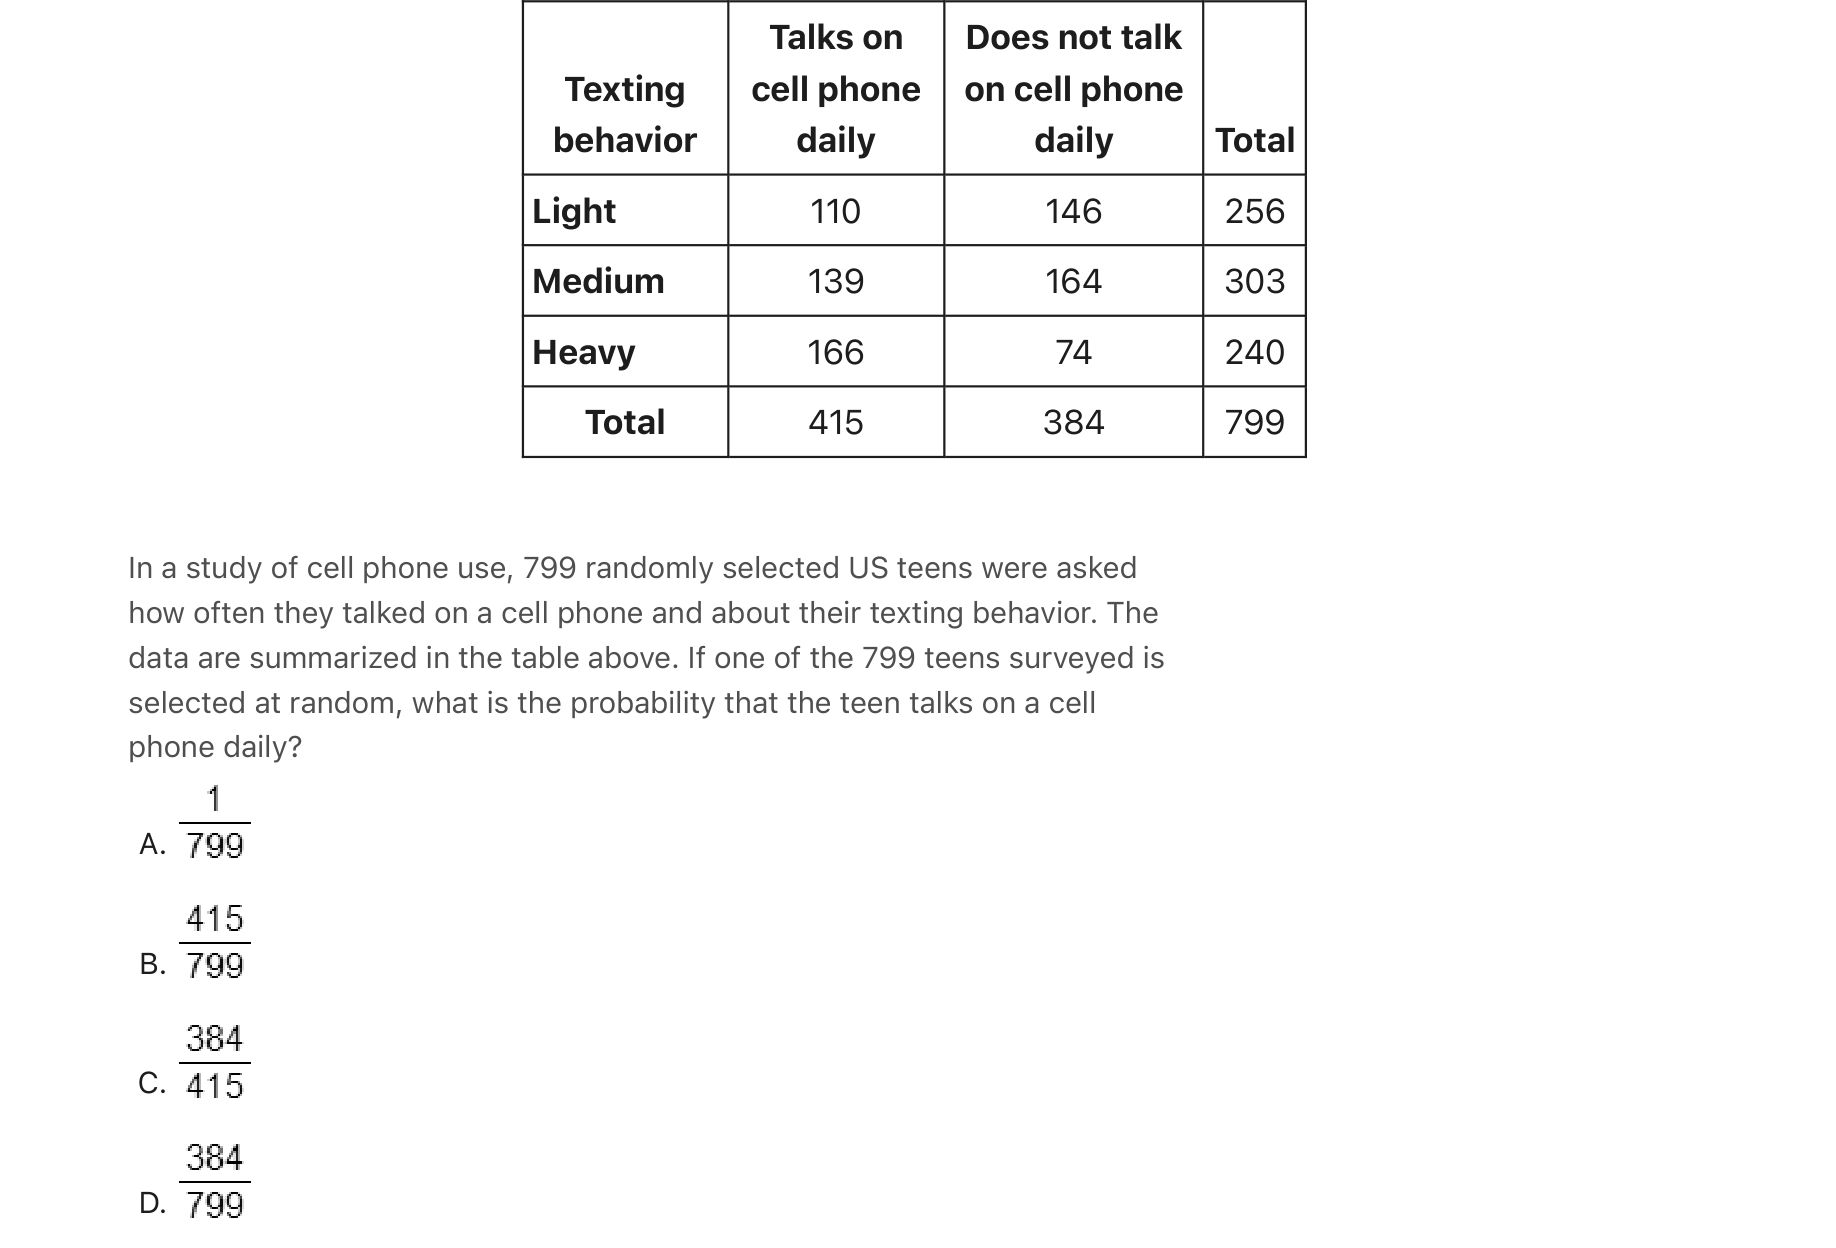 Texting behavior | Talks on cell phone daily | Does not talk on cell phone daily | Total
Light | 110 | 146 | 256
Medium | 139 | 164 | 303
Heavy | 166 | 74 | 240
Total | 415 | 384 | 799
In a study of cell phone use, 799 randomly selected US teens were asked
how often they talked on a cell phone and about their texting behavior. The
data are summarized in the table above. If one of the 799 teens surveyed is
selected at random, what is the probability that the teen talks on a cell
phone daily?
A. 1/799
B. 415/799
C. 384/415
D. 384/799